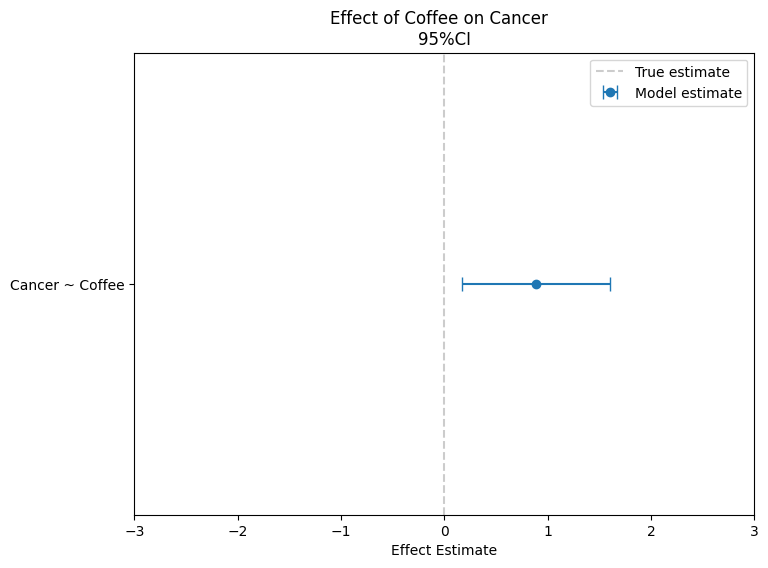 Effect of Coffee on Cancer
95%CI
True estimate
Model estimate
Cancer ~ Coffee
−3
−2
−1
0
1
2
3
Effect Estimate